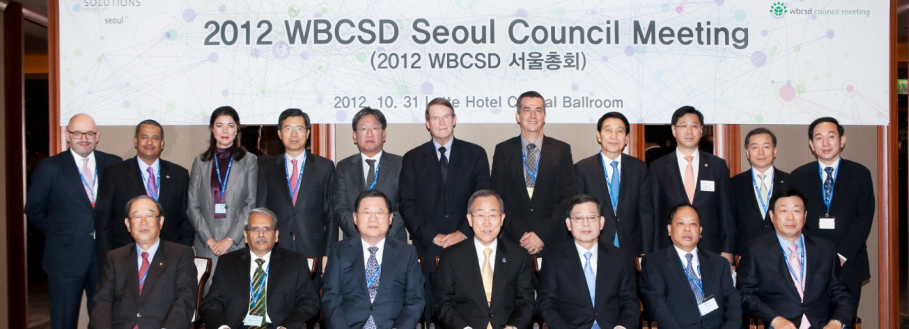 SOLUTIONS
seoul
wbcsd council meeting
2012 WBCSD Seoul Council Meeting
(2012 WBCSD 서울총회)
2012. 10. 31 Hotel Ballroom